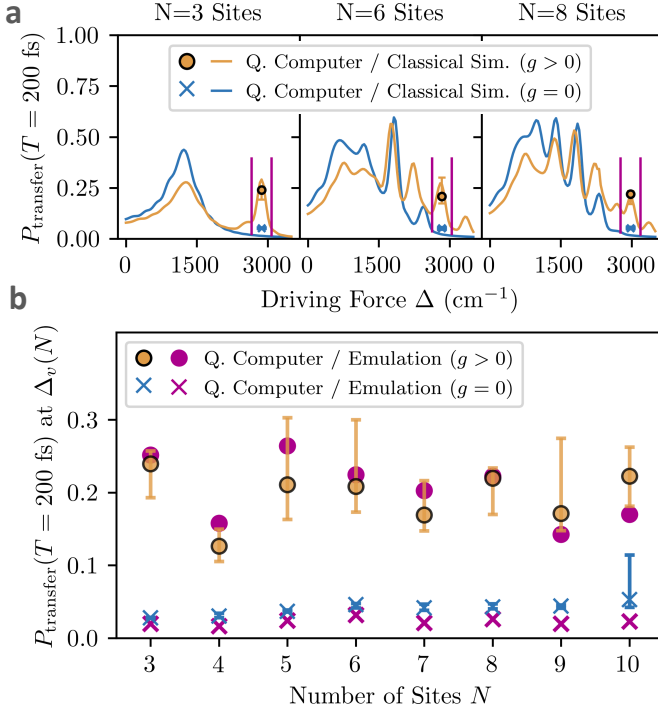 a
N=3 Sites N=6 Sites N=8 Sites
P_transfer(T = 200 fs)
1.00
0.75
0.50
0.25
0.00
Q. Computer / Classical Sim. (g > 0)
Q. Computer / Classical Sim. (g = 0)
0 1500 3000 0 1500 3000 0 1500 3000
Driving Force Δ (cm⁻¹)
b
P_transfer(T = 200 fs) at Δ_v(N)
Q. Computer / Emulation (g > 0)
Q. Computer / Emulation (g = 0)
0.3
0.2
0.1
0.0
3 4 5 6 7 8 9 10
Number of Sites N